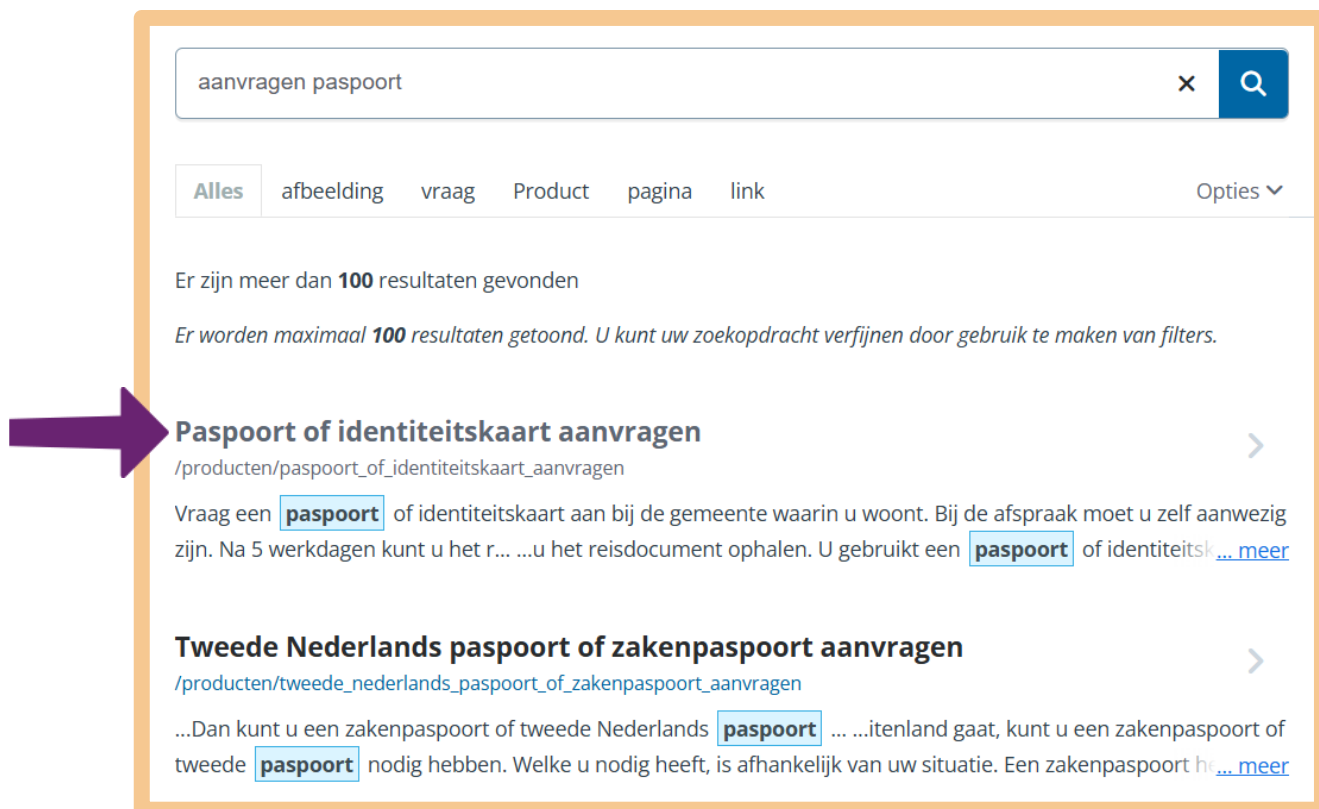 aanvragen paspoort
Alles afbeelding vraag Product pagina link Opties
Er zijn meer dan 100 resultaten gevonden
Er worden maximaal 100 resultaten getoond. U kunt uw zoekopdracht verfijnen door gebruik te maken van filters.
Paspoort of identiteitskaart aanvragen
/producten/paspoort_of_identiteitskaart_aanvragen
Vraag een paspoort of identiteitskaart aan bij de gemeente waarin u woont. Bij de afspraak moet u zelf aanwezig
zijn. Na 5 werkdagen kunt u het r... ...u het reisdocument ophalen. U gebruikt een paspoort of identiteitsk... meer
Tweede Nederlands paspoort of zakenpaspoort aanvragen
/producten/tweede_nederlands_paspoort_of_zakenpaspoort_aanvragen
...Dan kunt u een zakenpaspoort of tweede Nederlands paspoort ... ...itenland gaat, kunt u een zakenpaspoort of
tweede paspoort nodig hebben. Welke u nodig heeft, is afhankelijk van uw situatie. Een zakenpaspoort he... meer